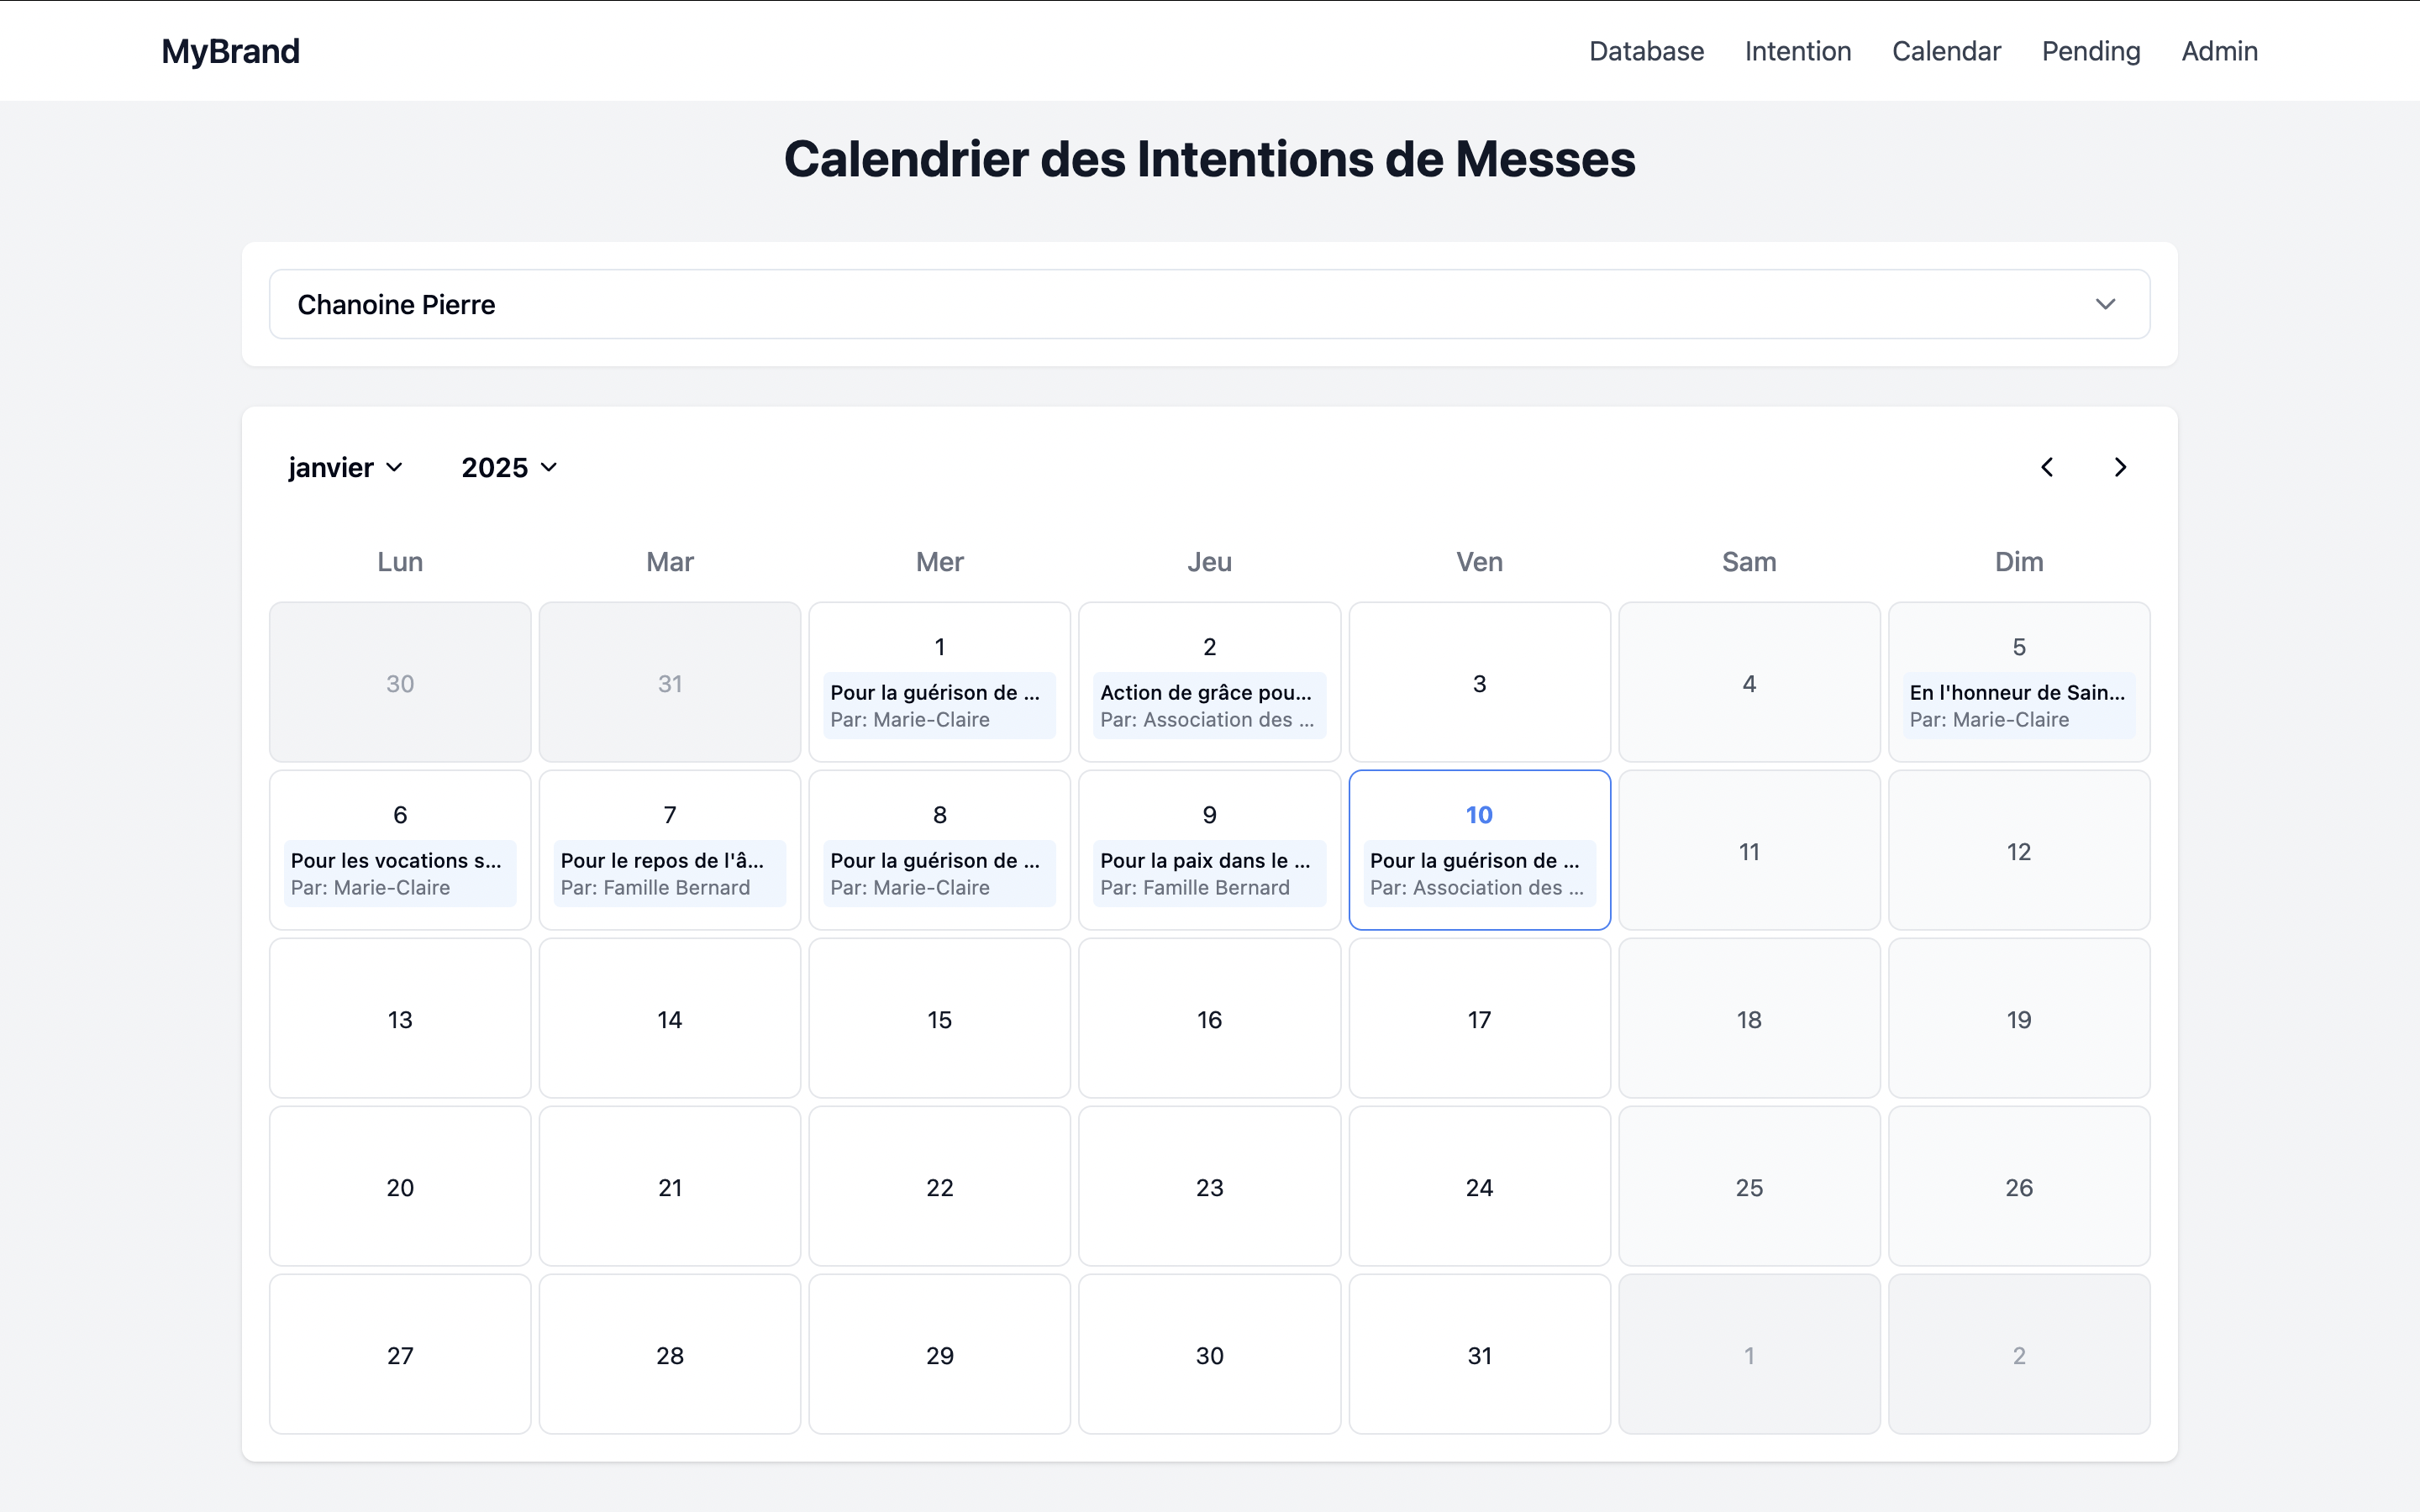 MyBrand
Database Intention Calendar Pending Admin
Calendrier des Intentions de Messes
Chanoine Pierre
janvier 2025
Lun Mar Mer Jeu Ven Sam Dim
30 31 1 2 3 4 5
Pour la guérison de ... Action de grâce pou... En l'honneur de Sain...
Par: Marie-Claire Par: Association des ... Par: Marie-Claire
6 7 8 9 10 11 12
Pour les vocations s... Pour le repos de l'â... Pour la guérison de ... Pour la paix dans le ... Pour la guérison de ...
Par: Marie-Claire Par: Famille Bernard Par: Marie-Claire Par: Famille Bernard Par: Association des ...
13 14 15 16 17 18 19
20 21 22 23 24 25 26
27 28 29 30 31 1 2